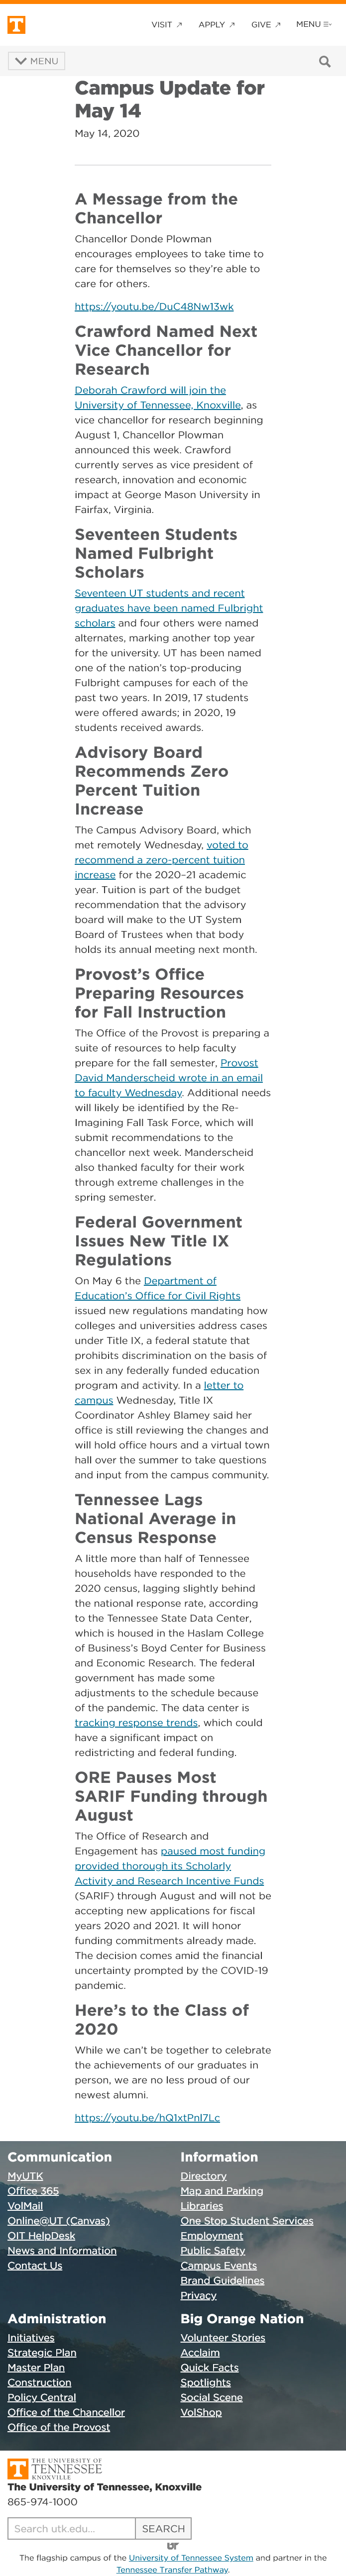 VISIT ↗ APPLY ↗ GIVE ↗ MENU
MENU
Campus Update for
May 14
May 14, 2020
A Message from the
Chancellor
Chancellor Donde Plowman
encourages employees to take time to
care for themselves so they're able to
care for others.
https://youtu.be/DuC48Nw13wk
Crawford Named Next
Vice Chancellor for
Research
Deborah Crawford will join the
University of Tennessee, Knoxville, as
vice chancellor for research beginning
August 1, Chancellor Plowman
announced this week. Crawford
currently serves as vice president of
research, innovation and economic
impact at George Mason University in
Fairfax, Virginia.
Seventeen Students
Named Fulbright
Scholars
Seventeen UT students and recent
graduates have been named Fulbright
scholars and four others were named
alternates, marking another top year
for the university. UT has been named
one of the nation's top-producing
Fulbright campuses for each of the
past two years. In 2019, 17 students
were offered awards; in 2020, 19
students received awards.
Advisory Board
Recommends Zero
Percent Tuition
Increase
The Campus Advisory Board, which
met remotely Wednesday, voted to
recommend a zero-percent tuition
increase for the 2020–21 academic
year. Tuition is part of the budget
recommendation that the advisory
board will make to the UT System
Board of Trustees when that body
holds its annual meeting next month.
Provost's Office
Preparing Resources
for Fall Instruction
The Office of the Provost is preparing a
suite of resources to help faculty
prepare for the fall semester, Provost
David Manderscheid wrote in an email
to faculty Wednesday. Additional needs
will likely be identified by the Re-
Imagining Fall Task Force, which will
submit recommendations to the
chancellor next week. Manderscheid
also thanked faculty for their work
through extreme challenges in the
spring semester.
Federal Government
Issues New Title IX
Regulations
On May 6 the Department of
Education's Office for Civil Rights
issued new regulations mandating how
colleges and universities address cases
under Title IX, a federal statute that
prohibits discrimination on the basis of
sex in any federally funded education
program and activity. In a letter to
campus Wednesday, Title IX
Coordinator Ashley Blamey said her
office is still reviewing the changes and
will hold office hours and a virtual town
hall over the summer to take questions
and input from the campus community.
Tennessee Lags
National Average in
Census Response
A little more than half of Tennessee
households have responded to the
2020 census, lagging slightly behind
the national response rate, according
to the Tennessee State Data Center,
which is housed in the Haslam College
of Business's Boyd Center for Business
and Economic Research. The federal
government has made some
adjustments to the schedule because
of the pandemic. The data center is
tracking response trends, which could
have a significant impact on
redistricting and federal funding.
ORE Pauses Most
SARIF Funding through
August
The Office of Research and
Engagement has paused most funding
provided thorough its Scholarly
Activity and Research Incentive Funds
(SARIF) through August and will not be
accepting new applications for fiscal
years 2020 and 2021. It will honor
funding commitments already made.
The decision comes amid the financial
uncertainty prompted by the COVID-19
pandemic.
Here's to the Class of
2020
While we can't be together to celebrate
the achievements of our graduates in
person, we are no less proud of our
newest alumni.
https://youtu.be/hQ1xtPnI7Lc
Communication
MyUTK
Office 365
VolMail
Online@UT (Canvas)
OIT HelpDesk
News and Information
Contact Us
Information
Directory
Map and Parking
Libraries
One Stop Student Services
Employment
Public Safety
Campus Events
Brand Guidelines
Privacy
Administration
Initiatives
Strategic Plan
Master Plan
Construction
Policy Central
Office of the Chancellor
Office of the Provost
Big Orange Nation
Volunteer Stories
Acclaim
Quick Facts
Spotlights
Social Scene
VolShop
THE UNIVERSITY OF
TENNESSEE
KNOXVILLE
The University of Tennessee, Knoxville
865-974-1000
Search utk.edu... SEARCH
UT
The flagship campus of the University of Tennessee System and partner in the
Tennessee Transfer Pathway.